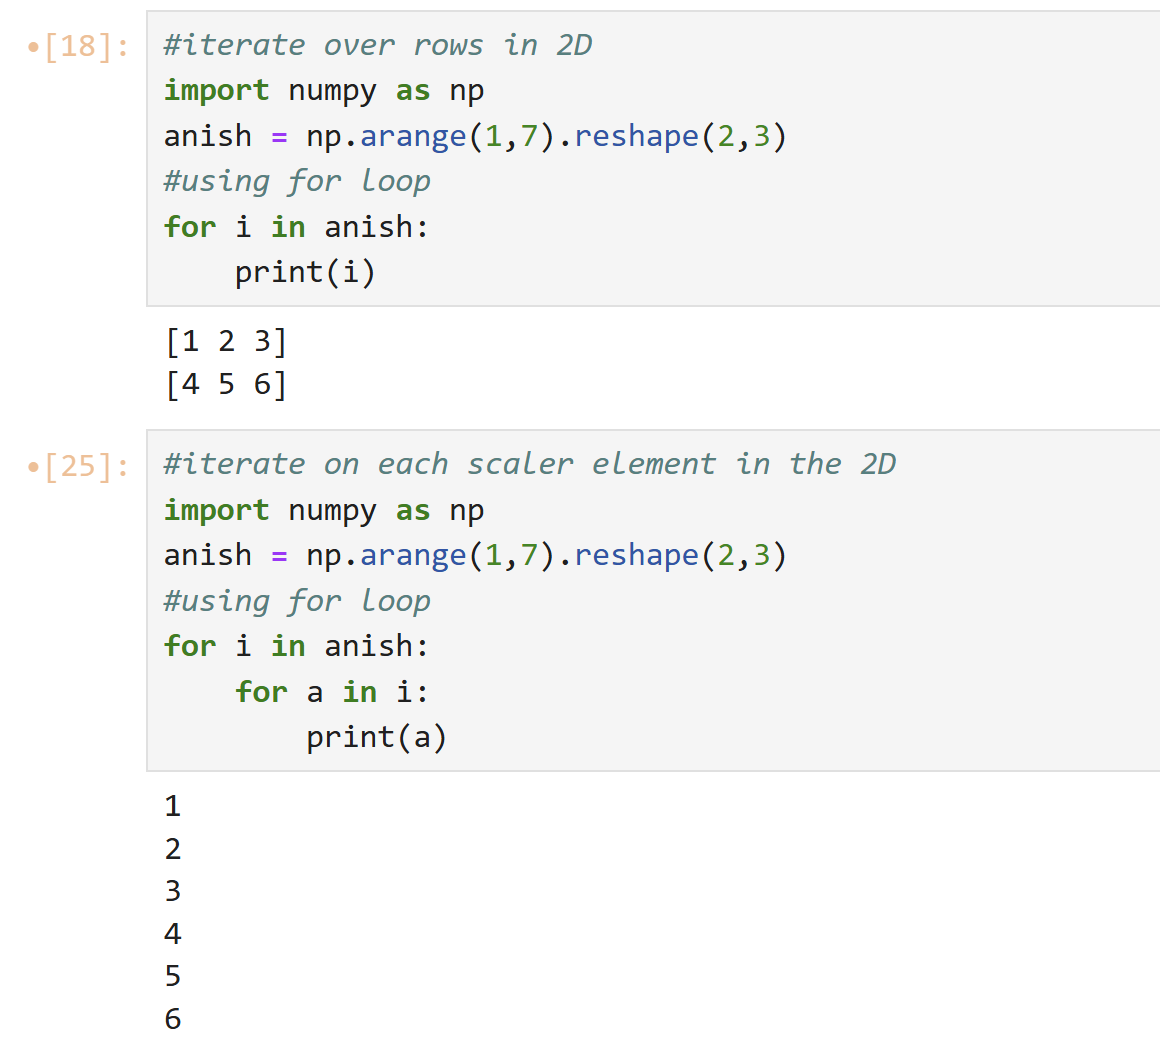 •[18]:
#iterate over rows in 2D
import numpy as np
anish = np.arange(1,7).reshape(2,3)
#using for loop
for i in anish:
    print(i)
[1 2 3]
[4 5 6]
•[25]:
#iterate on each scaler element in the 2D
import numpy as np
anish = np.arange(1,7).reshape(2,3)
#using for loop
for i in anish:
    for a in i:
        print(a)
1
2
3
4
5
6